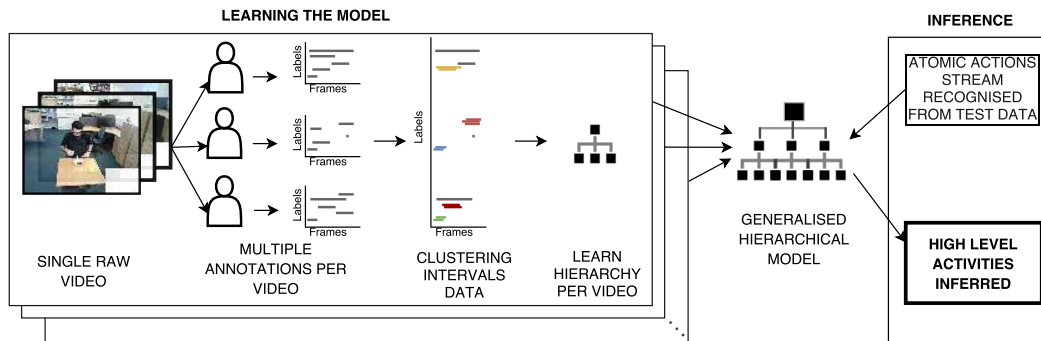 LEARNING THE MODEL
INFERENCE
Labels
Frames
Labels
Frames
Labels
Frames
Labels
Frames
SINGLE RAW
VIDEO
MULTIPLE
ANNOTATIONS PER
VIDEO
CLUSTERING
INTERVALS
DATA
LEARN
HIERARCHY
PER VIDEO
GENERALISED
HIERARCHICAL
MODEL
ATOMIC ACTIONS
STREAM
RECOGNISED
FROM TEST DATA
HIGH LEVEL
ACTIVITIES
INFERRED